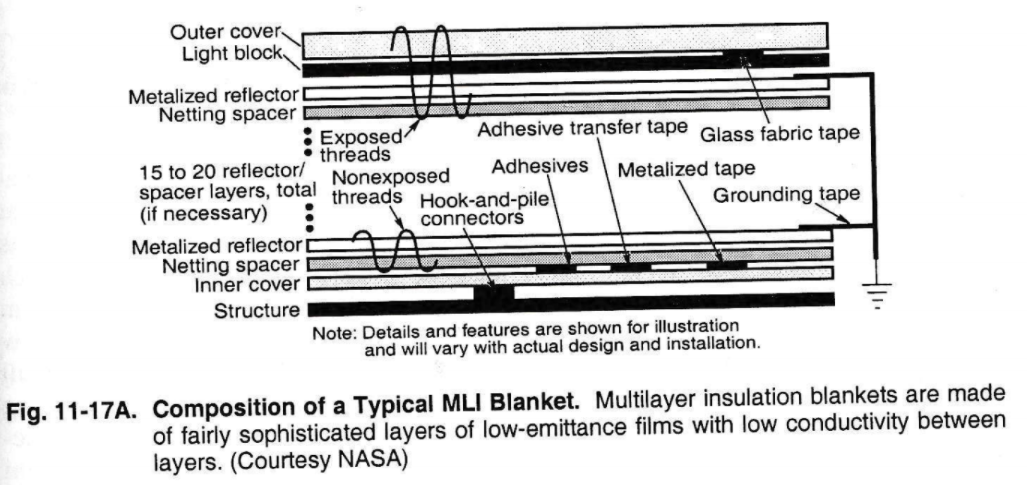 Outer cover
Light block
Metalized reflector
Netting spacer
Exposed
threads
Adhesive transfer tape
Glass fabric tape
15 to 20 reflector/
spacer layers, total
(if necessary)
Nonexposed
threads
Adhesives
Metalized tape
Hook-and-pile
connectors
Grounding tape
Metalized reflector
Netting spacer
Inner cover
Structure
Note: Details and features are shown for illustration
and will vary with actual design and installation.
Fig. 11-17A. Composition of a Typical MLI Blanket. Multilayer insulation blankets are made
of fairly sophisticated layers of low-emittance films with low conductivity between
layers. (Courtesy NASA)